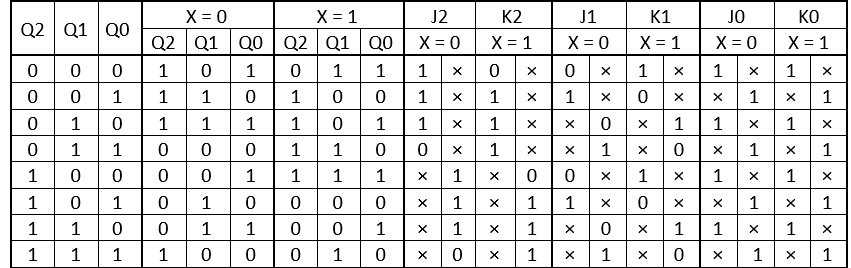 Q2 Q1 Q0 X = 0 X = 1 J2 K2 J1 K1 J0 K0
Q2 Q1 Q0 Q2 Q1 Q0 X = 0 X = 1 X = 0 X = 1 X = 0 X = 1
0 0 0 1 0 1 0 1 1 1 × 0 × 0 × 1 × 1 × 1 ×
0 0 1 1 1 0 1 0 0 1 × 1 × 1 × 0 × × 1 × 1
0 1 0 1 1 1 1 0 1 1 × 1 × × 0 × 1 1 × 1 ×
0 1 1 0 0 0 1 1 0 0 × 1 × × 1 × 0 × 1 × 1
1 0 0 0 0 1 1 1 1 × 1 × 0 0 × 1 × 1 × 1 ×
1 0 1 0 1 0 0 0 0 × 1 × 1 1 × 0 × × 1 × 1
1 1 0 0 1 1 0 0 1 × 1 × 1 × 0 × 1 1 × 1 ×
1 1 1 1 0 0 0 1 0 × 0 × 1 × 1 × 0 × 1 × 1